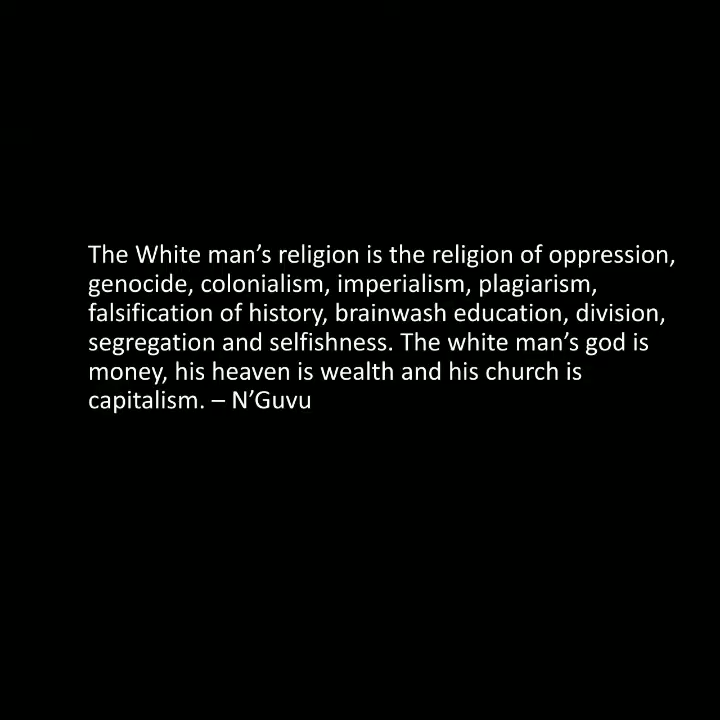 The White man’s religion is the religion of oppression,
genocide, colonialism, imperialism, plagiarism,
falsification of history, brainwash education, division,
segregation and selfishness. The white man’s god is
money, his heaven is wealth and his church is
capitalism. – N’Guvu